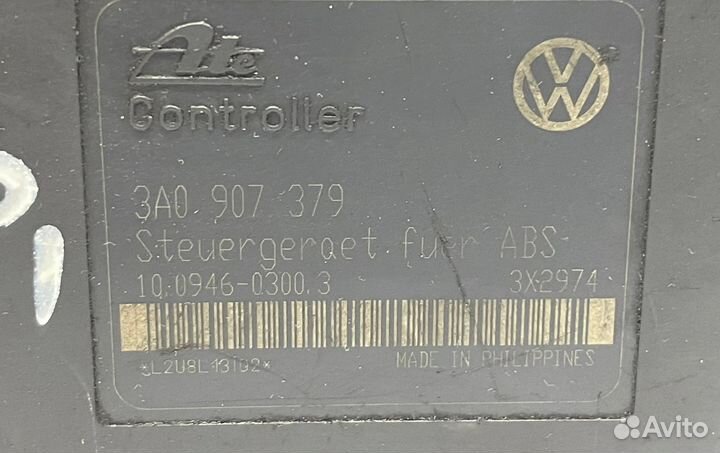 Ate
Controller
3A0 907 379
Steuergeraet fuer ABS
10.0946-0300.3 3X2974
MADE IN PHILIPPINES
Avito